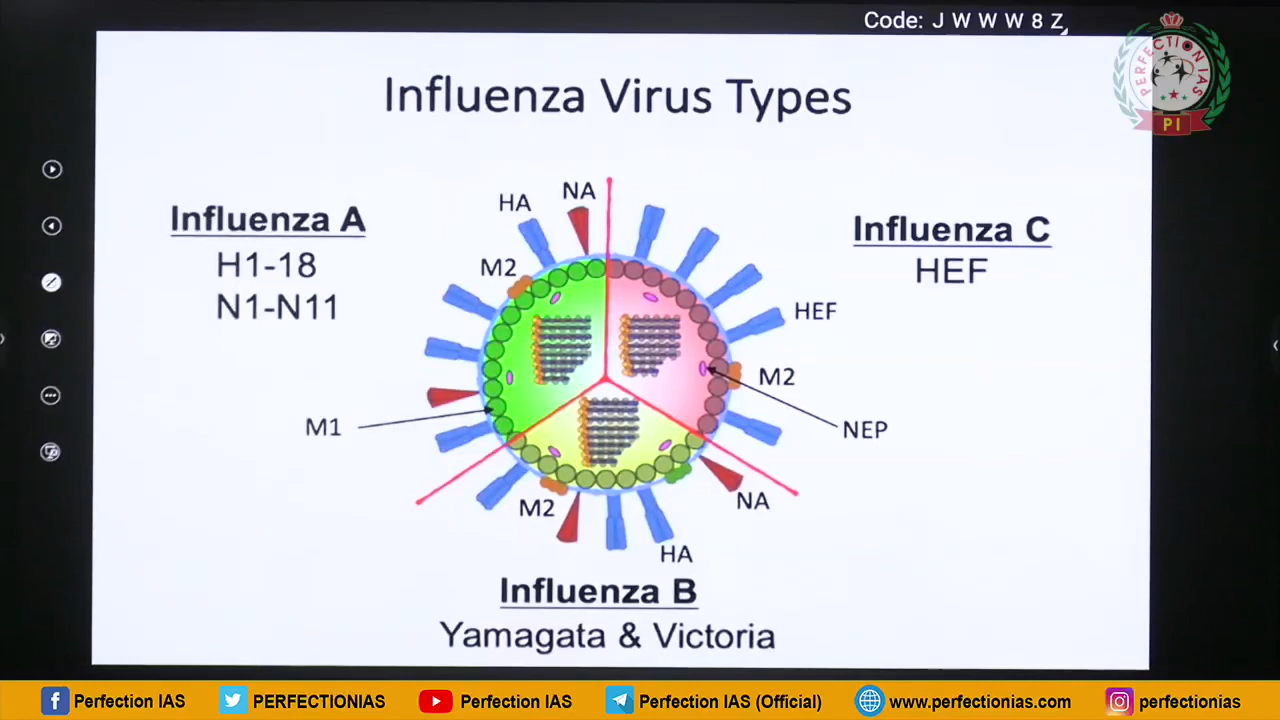 Code: J W W W 8 Z
PERFECTION IAS
PI
Influenza Virus Types
Influenza A
H1-18
N1-N11
HA
NA
M2
M1
Influenza C
HEF
HEF
M2
NEP
NA
M2
HA
Influenza B
Yamagata & Victoria
Perfection IAS
PERFECTIONIAS
Perfection IAS
Perfection IAS (Official)
www.perfectionias.com
perfectionias